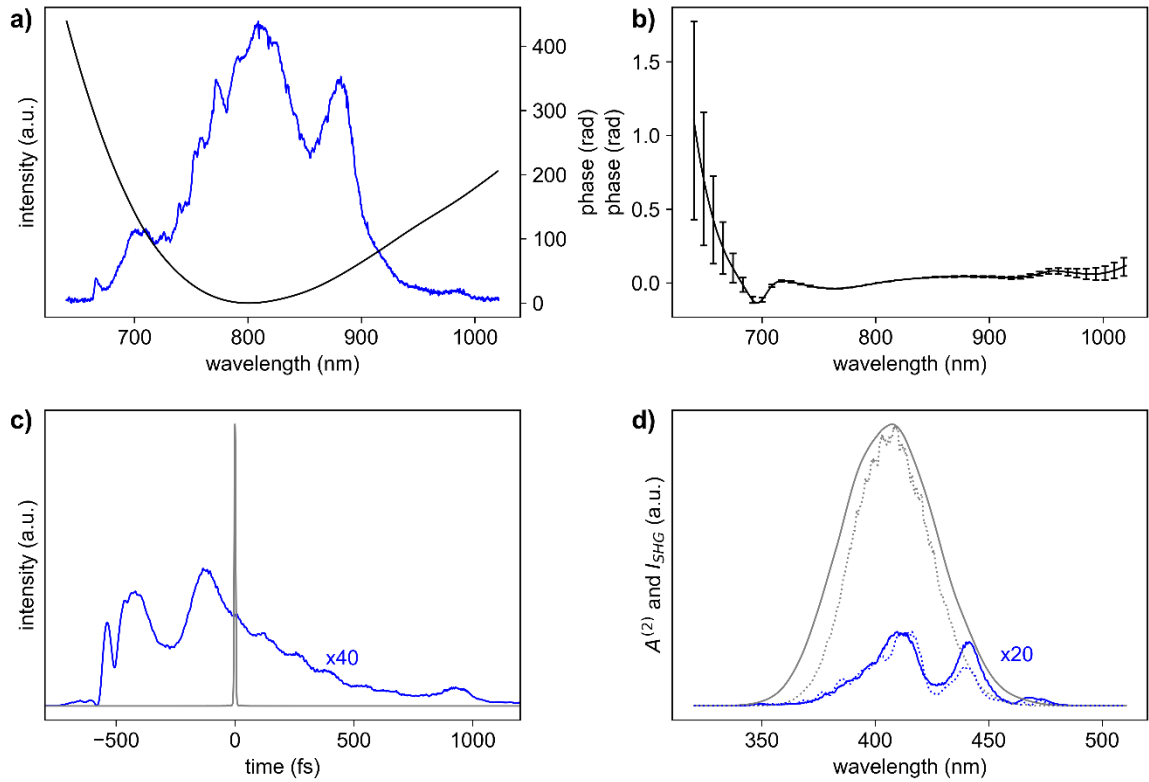 a)
intensity (a.u.)
700
800
900
1000
wavelength (nm)
0
100
200
300
400
phase (rad)
b)
phase (rad)
0.0
0.5
1.0
1.5
700
800
900
1000
wavelength (nm)
c)
intensity (a.u.)
x40
−500
0
500
1000
time (fs)
d)
A⁽²⁾ and I_SHG (a.u.)
x20
350
400
450
500
wavelength (nm)